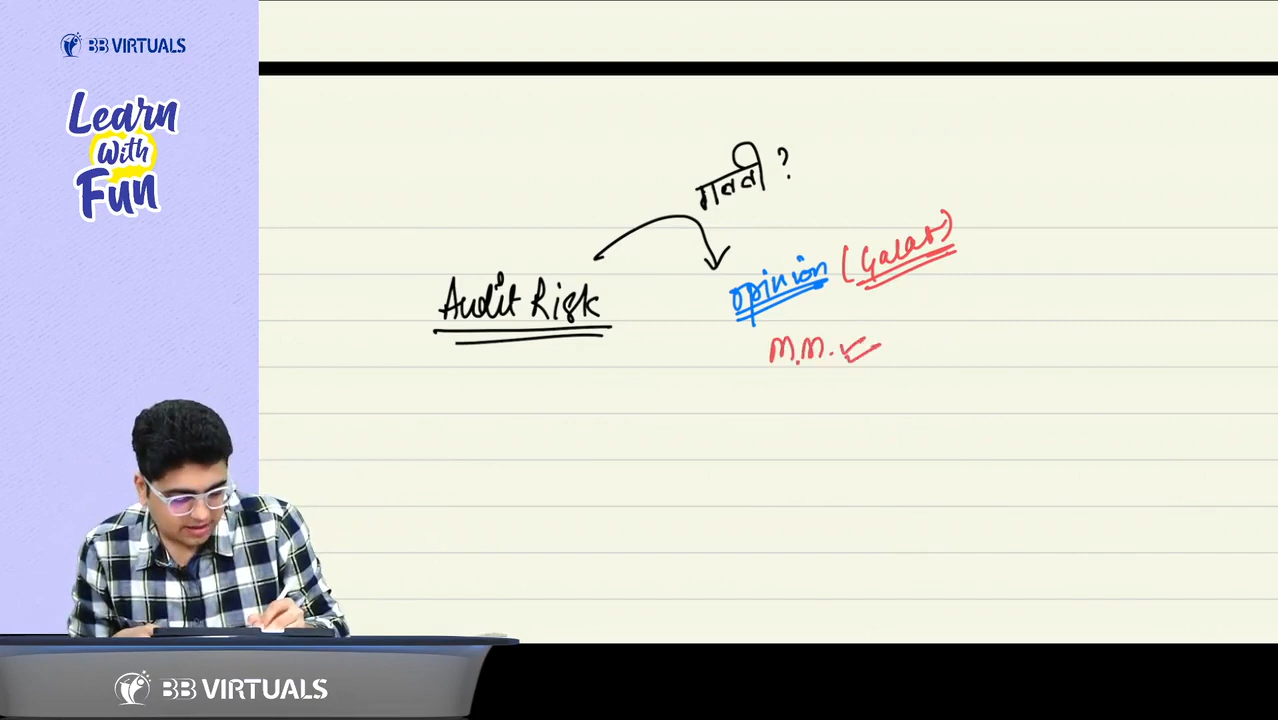 BB VIRTUALS
Learn
With
Fun
गलती ?
Audit Risk
opinion (Galat)
M.M.
BB VIRTUALS